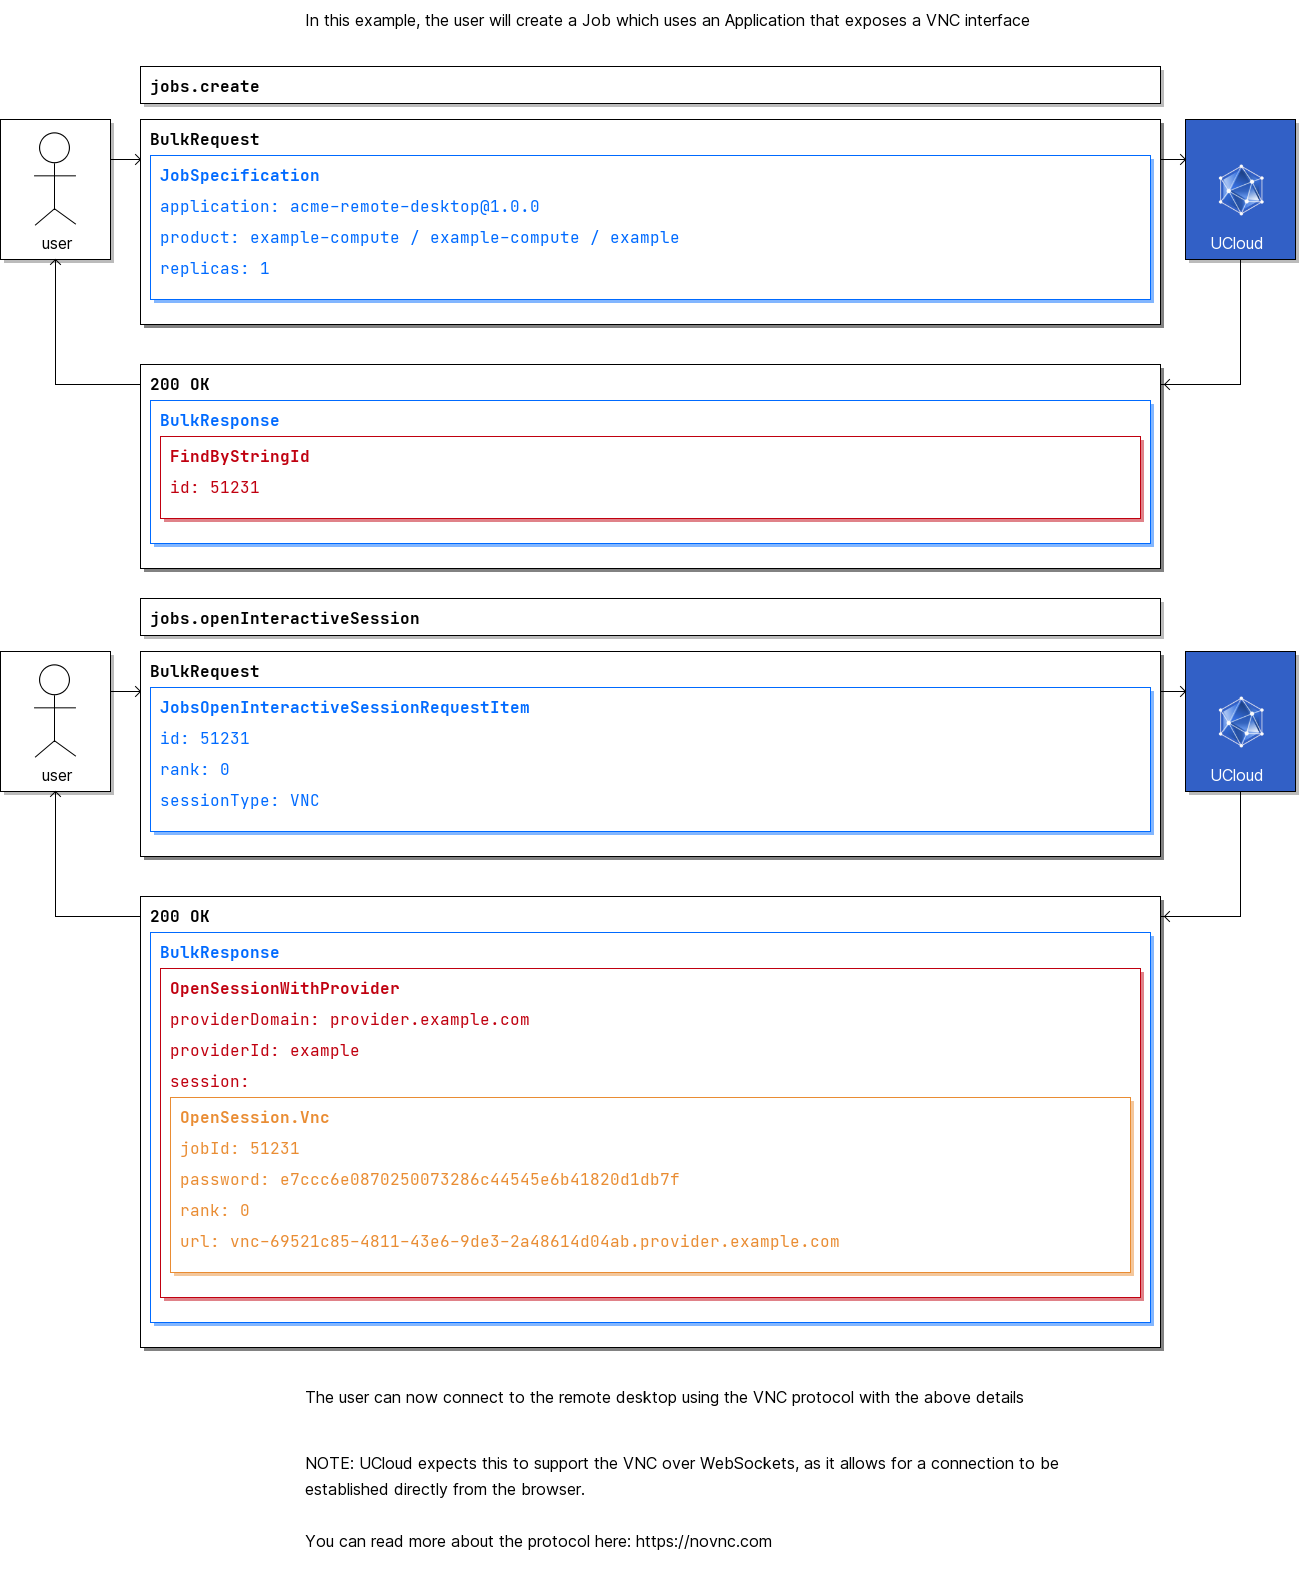 In this example, the user will create a Job which uses an Application that exposes a VNC interface
jobs.create
BulkRequest
JobSpecification
application: acme-remote-desktop@1.0.0
product: example-compute / example-compute / example
replicas: 1
user
UCloud
200 OK
BulkResponse
FindByStringId
id: 51231
jobs.openInteractiveSession
BulkRequest
JobsOpenInteractiveSessionRequestItem
id: 51231
rank: 0
sessionType: VNC
user
UCloud
200 OK
BulkResponse
OpenSessionWithProvider
providerDomain: provider.example.com
providerId: example
session:
OpenSession.Vnc
jobId: 51231
password: e7ccc6e0870250073286c44545e6b41820d1db7f
rank: 0
url: vnc-69521c85-4811-43e6-9de3-2a48614d04ab.provider.example.com
The user can now connect to the remote desktop using the VNC protocol with the above details
NOTE: UCloud expects this to support the VNC over WebSockets, as it allows for a connection to be
established directly from the browser.
You can read more about the protocol here: https://novnc.com